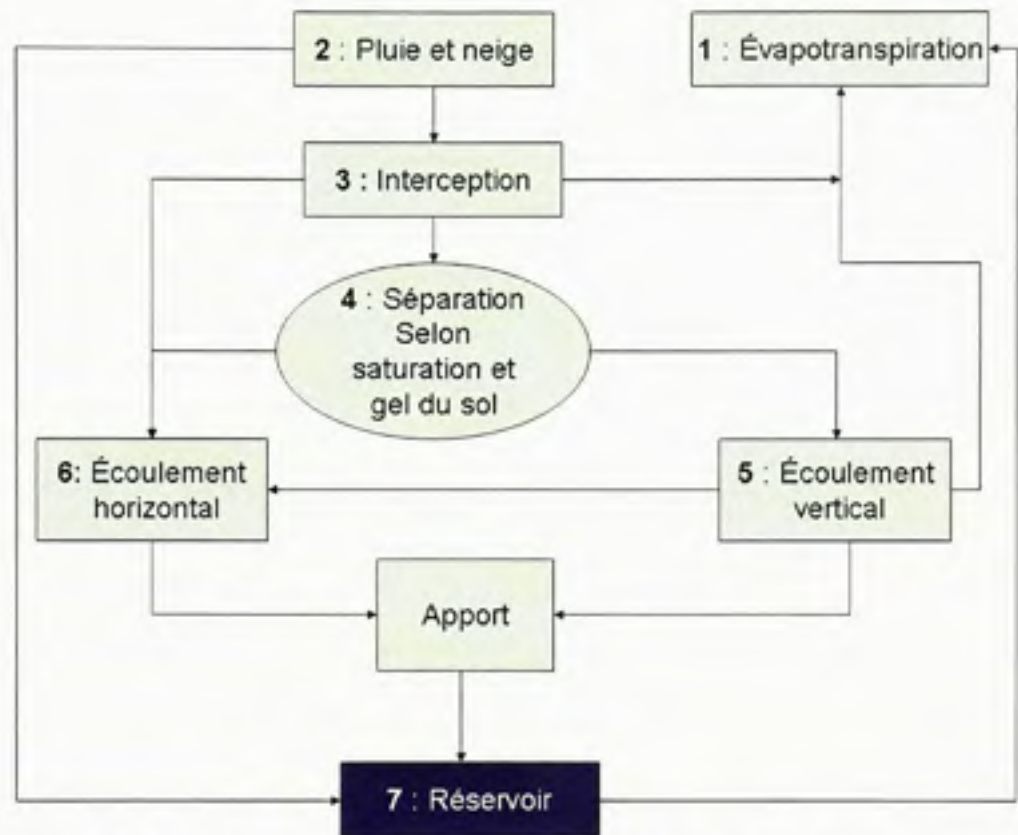 2 : Pluie et neige
1 : Évapotranspiration
3 : Interception
4 : Séparation
Selon
saturation et
gel du sol
6: Écoulement
horizontal
5 : Écoulement
vertical
Apport
7 : Réservoir